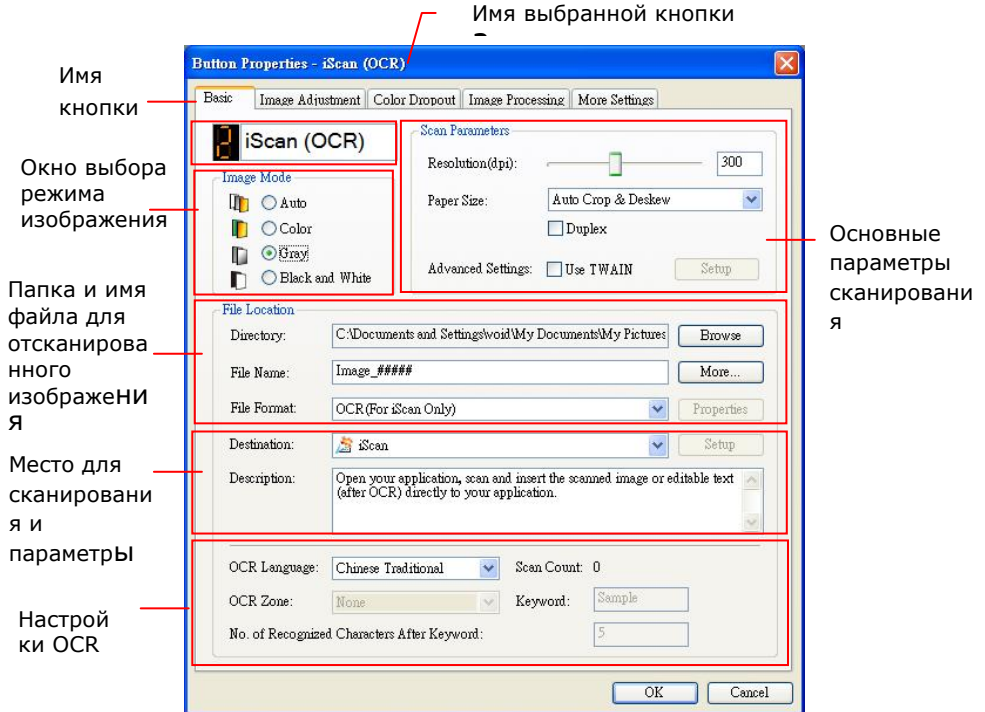 Имя выбранной кнопки
Имя
кнопки
Окно выбора
режима
изображения
Папка и имя
файла для
отсканирова
нного
изображеНИ
Я
Место для
сканировани
я и
параметрЫ
Настрой
ки OCR
Button Properties - iScan (OCR)
Basic Image Adjustment Color Dropout Image Processing More Settings
2 iScan (OCR)
Image Mode
Auto
Color
Gray
Black and White
Scan Parameters
Resolution(dpi): 300
Paper Size: Auto Crop & Deskew
Duplex
Advanced Settings: Use TWAIN Setup
File Location
Directory: C:\Documents and Settings\void\My Documents\My Pictures Browse
File Name: Image_##### More...
File Format: OCR(For iScan Only) Properties
Destination: iScan Setup
Description: Open your application, scan and insert the scanned image or editable text
(after OCR) directly to your application.
OCR Language: Chinese Traditional Scan Count: 0
OCR Zone: None Keyword: Sample
No. of Recognized Characters After Keyword: 5
OK Cancel
Основные
параметры
сканировани
я